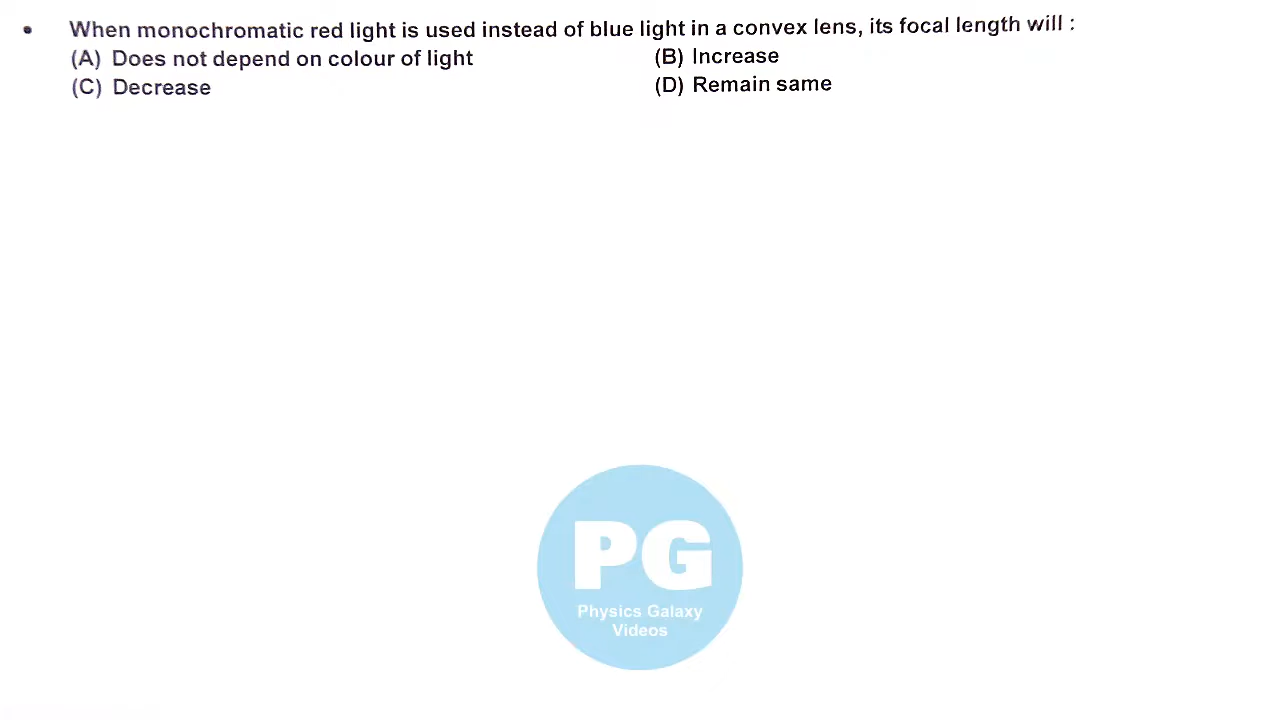 • When monochromatic red light is used instead of blue light in a convex lens, its focal length will :
(A) Does not depend on colour of light (B) Increase
(C) Decrease (D) Remain same
PG
Physics Galaxy
Videos